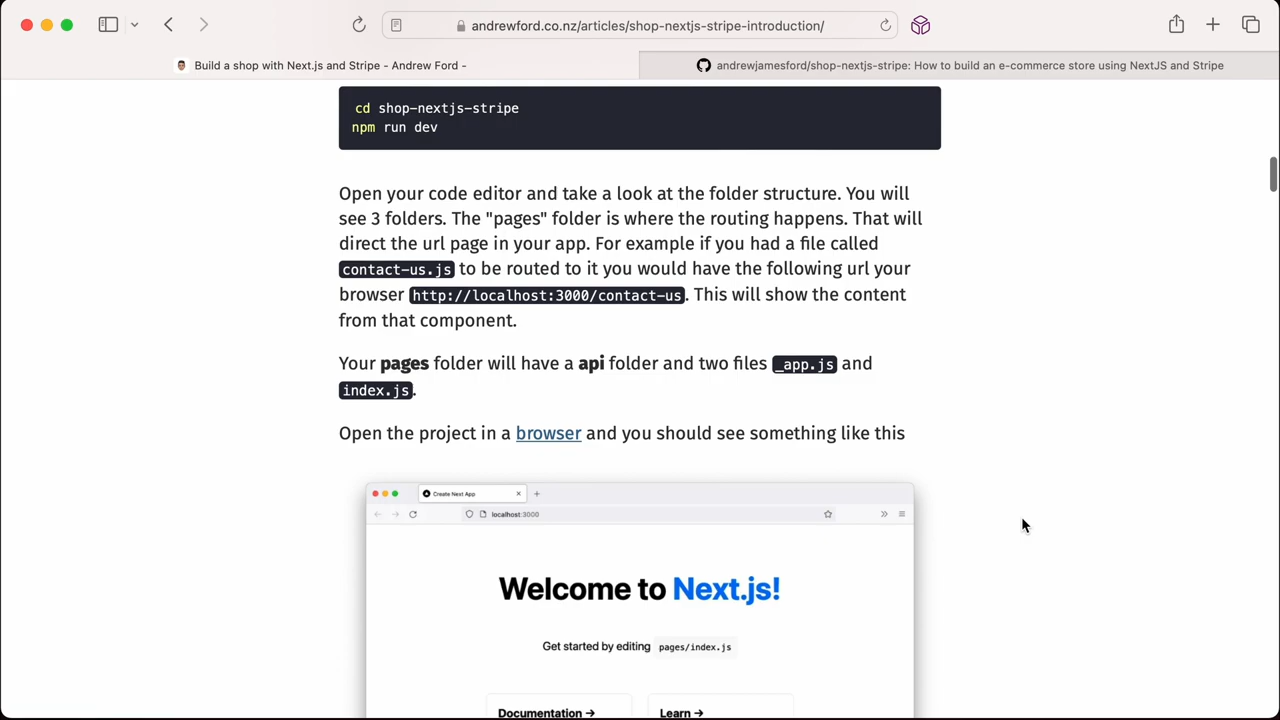 andrewford.co.nz/articles/shop-nextjs-stripe-introduction/
Build a shop with Next.js and Stripe - Andrew Ford -
andrewjamesford/shop-nextjs-stripe: How to build an e-commerce store using NextJS and Stripe
cd shop-nextjs-stripe
npm run dev
Open your code editor and take a look at the folder structure. You will
see 3 folders. The "pages" folder is where the routing happens. That will
direct the url page in your app. For example if you had a file called
contact-us.js to be routed to it you would have the following url your
browser http://localhost:3000/contact-us. This will show the content
from that component.
Your pages folder will have a api folder and two files _app.js and
index.js.
Open the project in a browser and you should see something like this
Create Next App
localhost:3000
Welcome to Next.js!
Get started by editing pages/index.js
Documentation →
Learn →